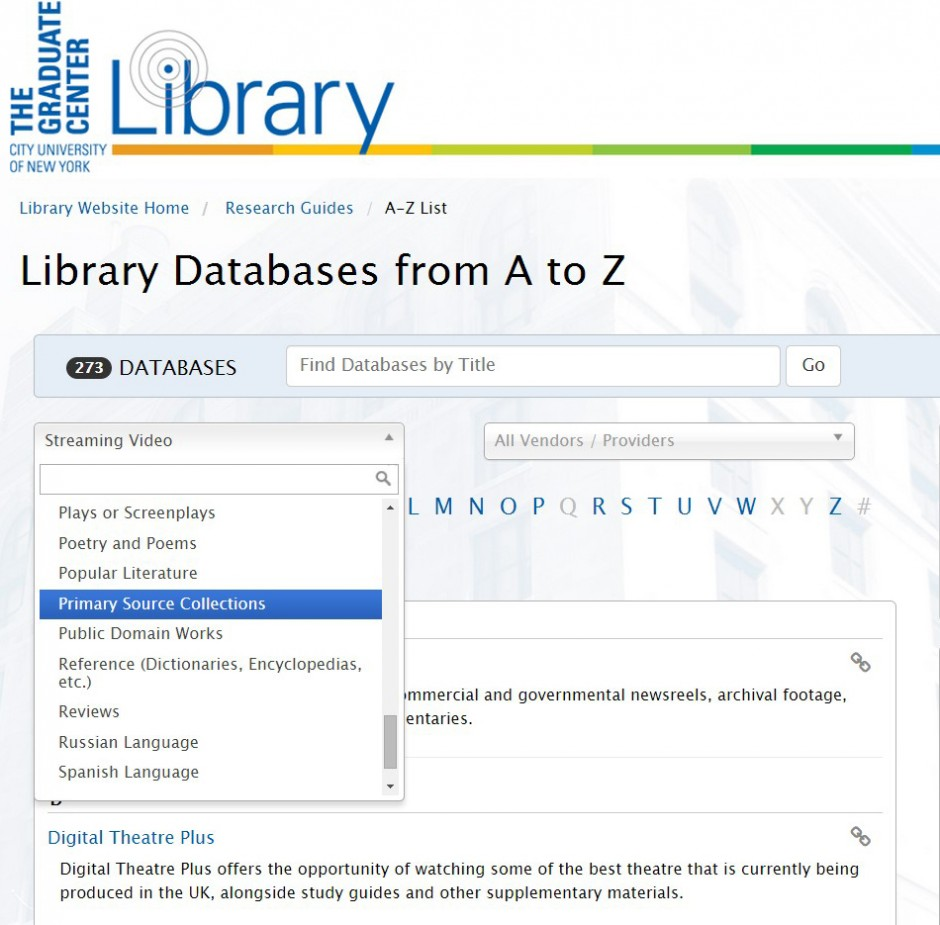 THE
GRADUATE
CENTER
CITY UNIVERSITY
OF NEW YORK
Library
Library Website Home / Research Guides / A-Z List
Library Databases from A to Z
273 DATABASES
Find Databases by Title
Go
Streaming Video
All Vendors / Providers
L M N O P Q R S T U V W X Y Z #
Plays or Screenplays
Poetry and Poems
Popular Literature
Primary Source Collections
Public Domain Works
Reference (Dictionaries, Encyclopedias,
etc.)
Reviews
Russian Language
Spanish Language
commercial and governmental newsreels, archival footage,
entaries.
D
Digital Theatre Plus
Digital Theatre Plus offers the opportunity of watching some of the best theatre that is currently being
produced in the UK, alongside study guides and other supplementary materials.